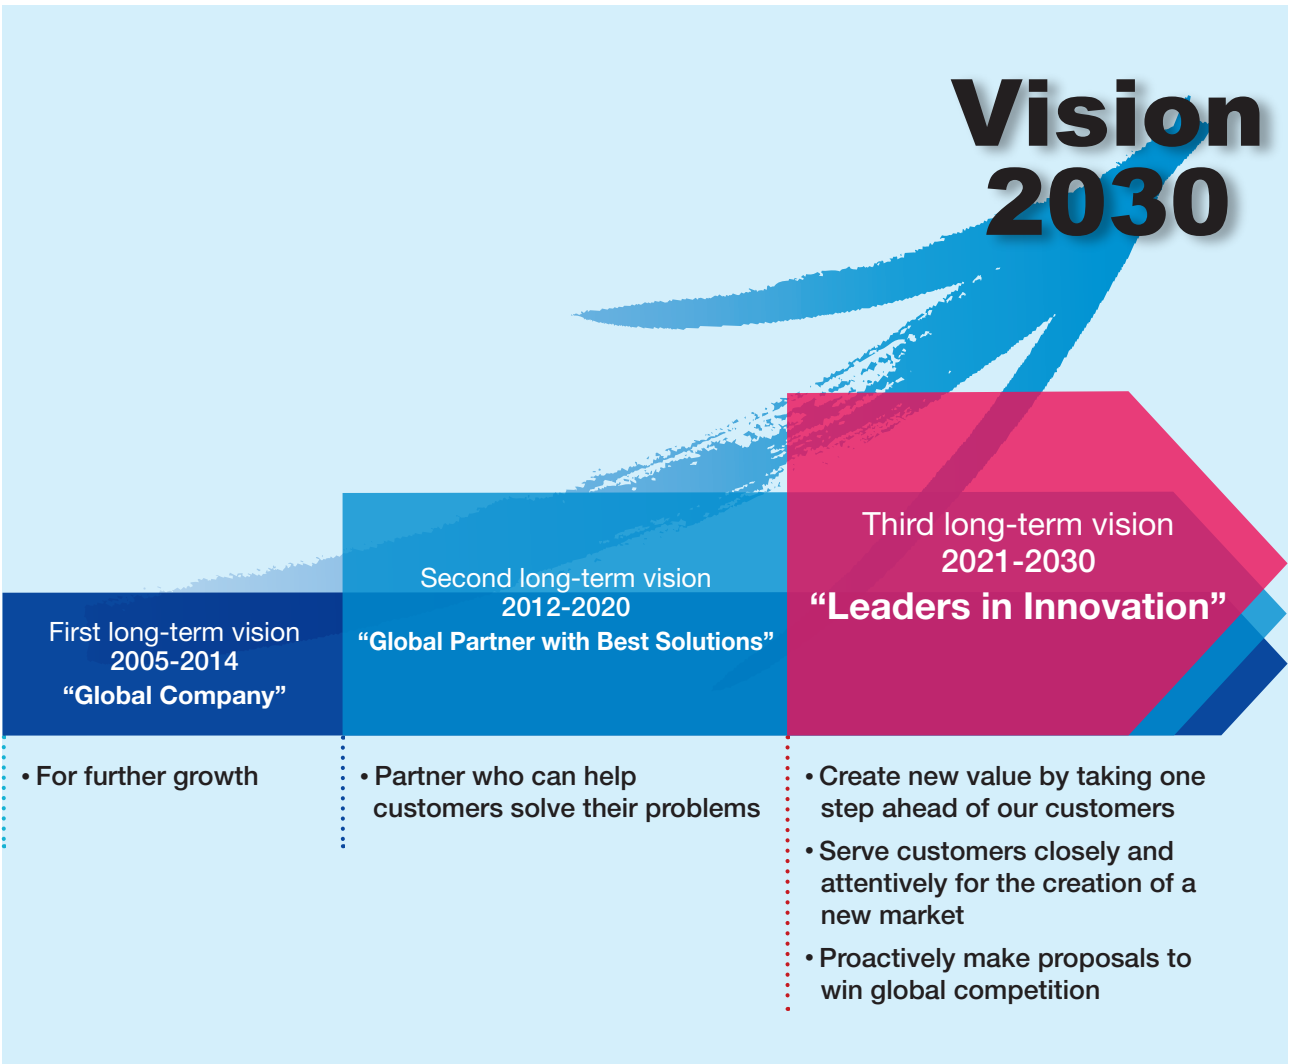 Vision
2030
First long-term vision
2005-2014
“Global Company”
• For further growth
Second long-term vision
2012-2020
“Global Partner with Best Solutions”
• Partner who can help
customers solve their problems
Third long-term vision
2021-2030
“Leaders in Innovation”
• Create new value by taking one
step ahead of our customers
• Serve customers closely and
attentively for the creation of a
new market
• Proactively make proposals to
win global competition